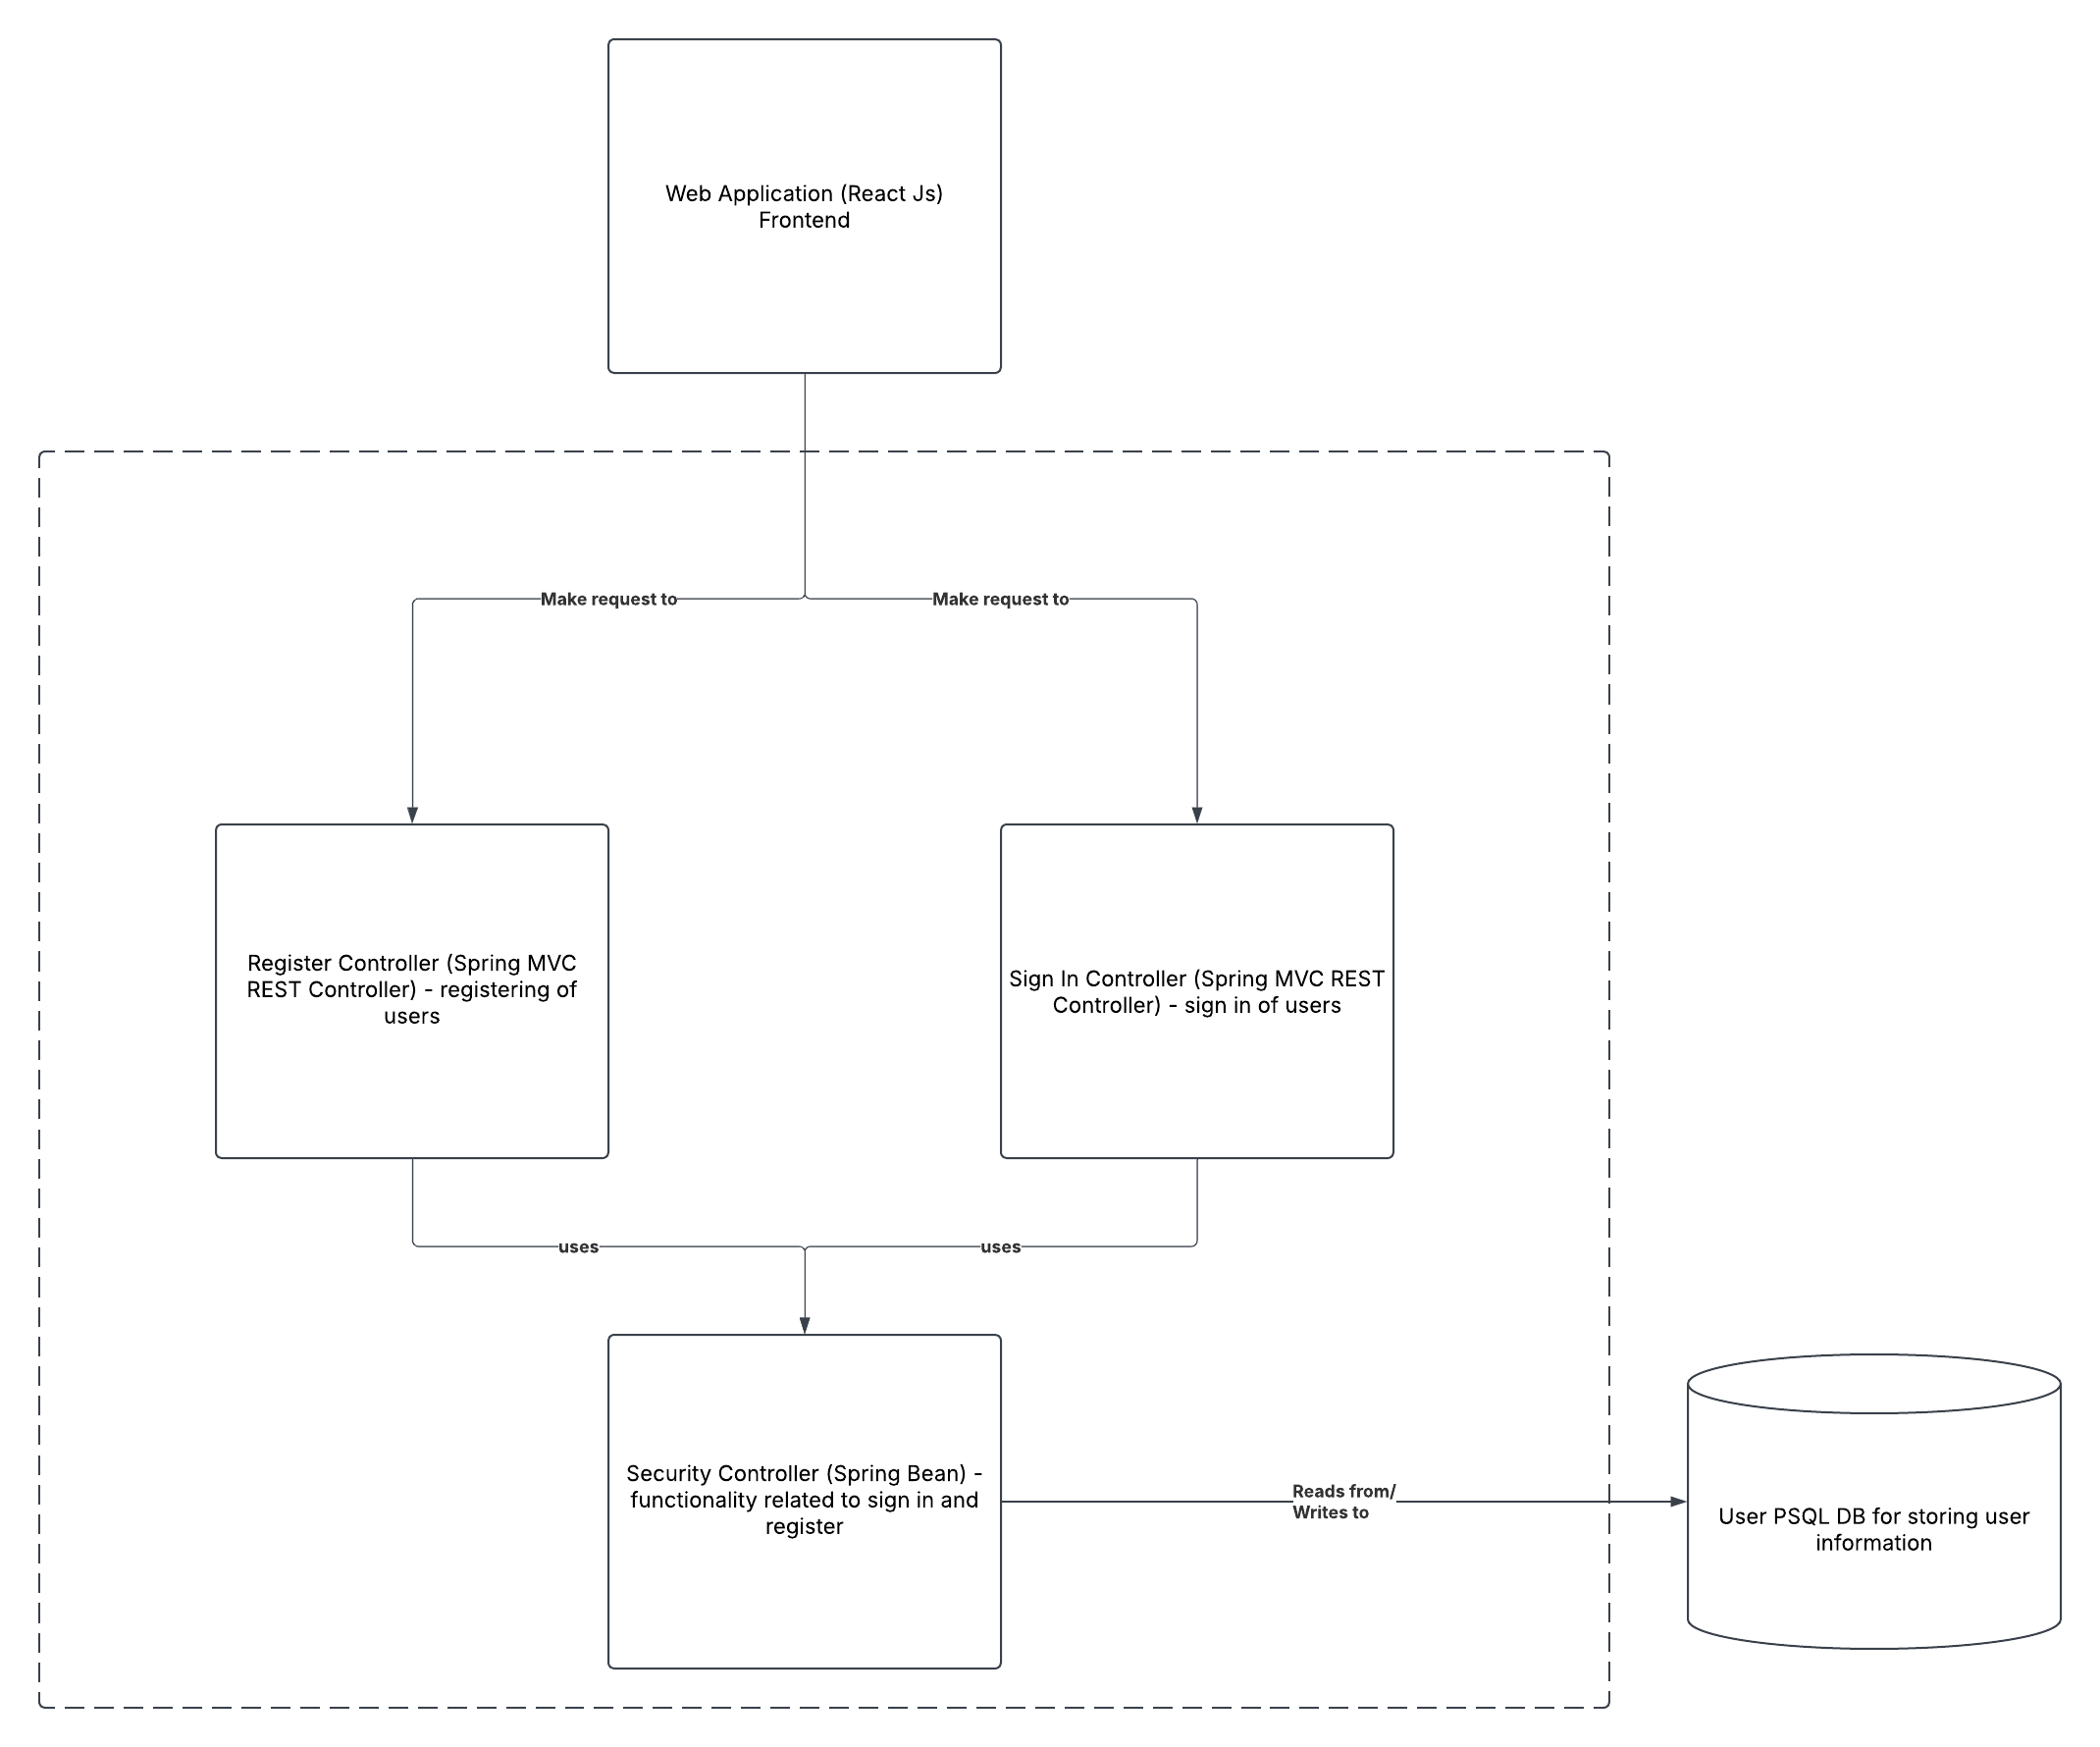 Web Application (React Js)
Frontend
Make request to
Make request to
Register Controller (Spring MVC
REST Controller) - registering of
users
Sign In Controller (Spring MVC REST
Controller) - sign in of users
uses
uses
Security Controller (Spring Bean) -
functionality related to sign in and
register
Reads from/
Writes to
User PSQL DB for storing user
information